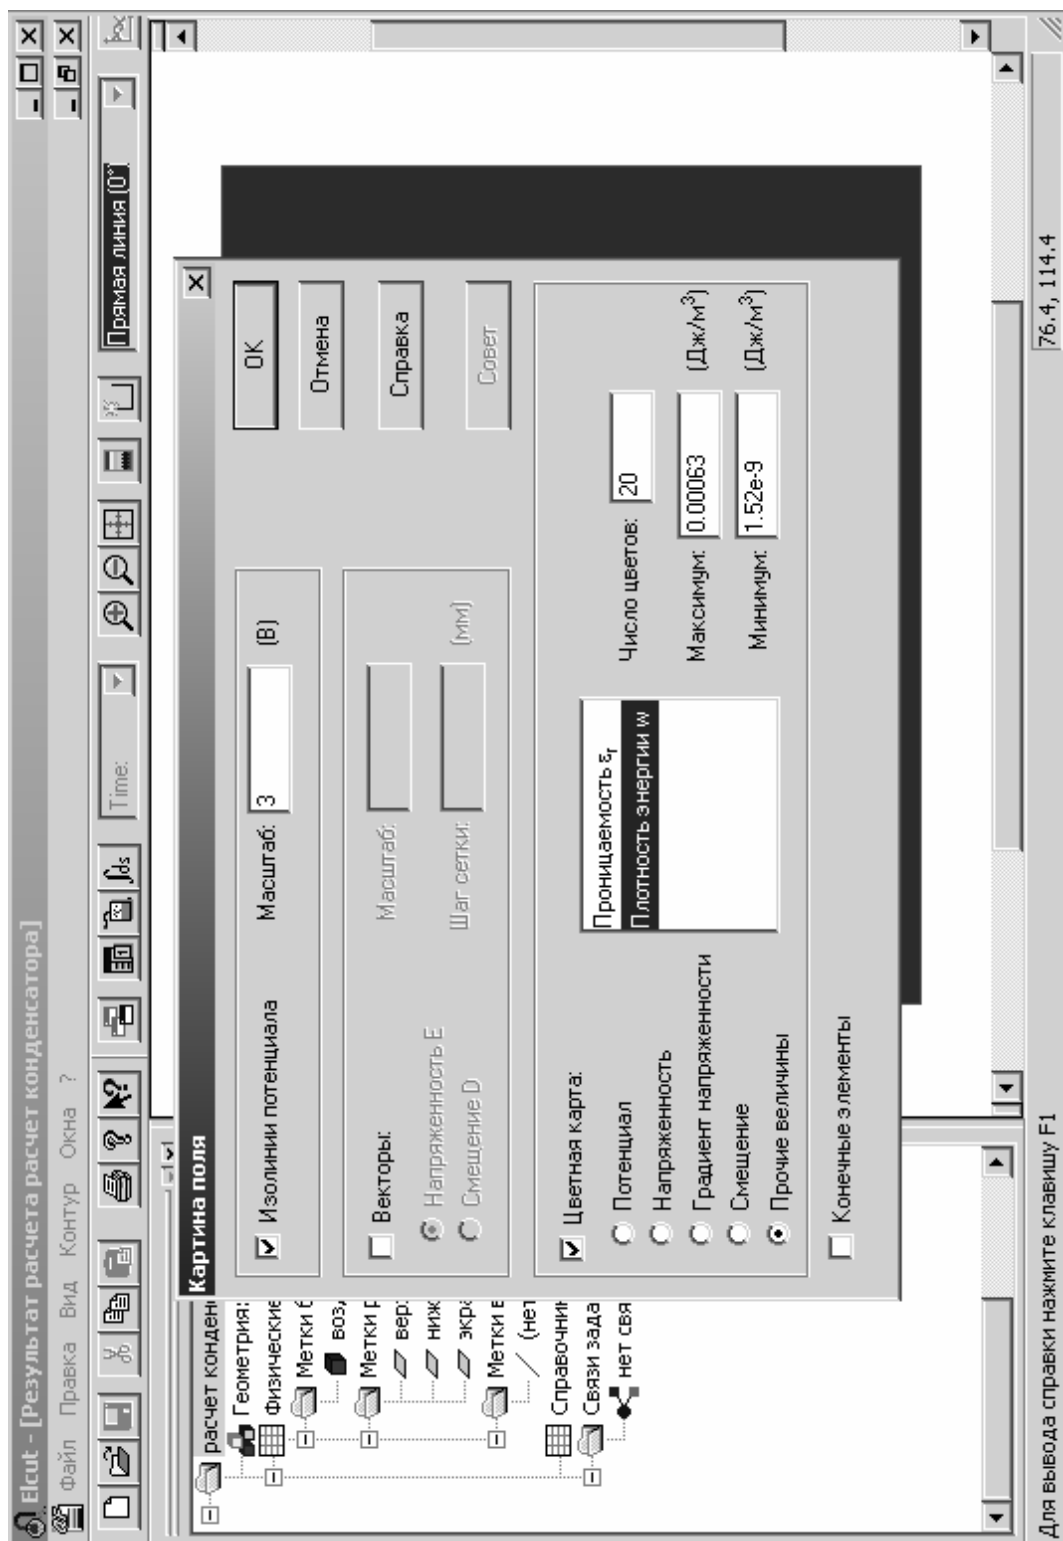 Elcut - [Результат расчета расчет конденсатора]
Файл Правка Вид Контур Окна ?
Time:
Прямая линия (0°
расчет конден
Геометрия:
Физические
Метки б
воз
Метки р
вер
ниж
экра
Метки в
(нет
Справочни
Связи зада
нет свя
Картина поля
Изолинии потенциала
Масштаб: 3 (В)
Векторы:
Напряженность E
Смещение D
Масштаб:
Шаг сетки: (мм)
Цветная карта:
Потенциал
Напряженность
Градиент напряженности
Смещение
Прочие величины
Проницаемость εr
Плотность энергии w
Число цветов: 20
Максимум: 0.00063 (Дж/м³)
Минимум: 1.52e-9 (Дж/м³)
Конечные элементы
OK
Отмена
Справка
Совет
Для вывода справки нажмите клавишу F1
76.4, 114.4